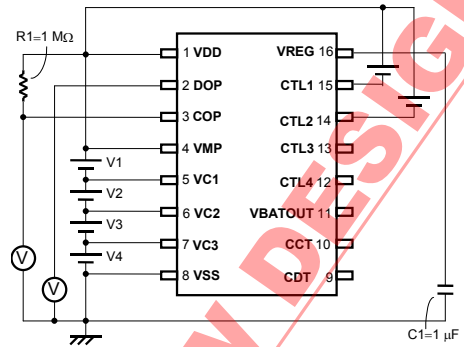 R1=1 MΩ
1 VDD
2 DOP
3 COP
4 VMP
5 VC1
6 VC2
7 VC3
8 VSS
VREG 16
CTL1 15
CTL2 14
CTL3 13
CTL4 12
VBATOUT 11
CCT 10
CDT 9
V1
V2
V3
V4
V
V
C1=1 μF
W DESIG